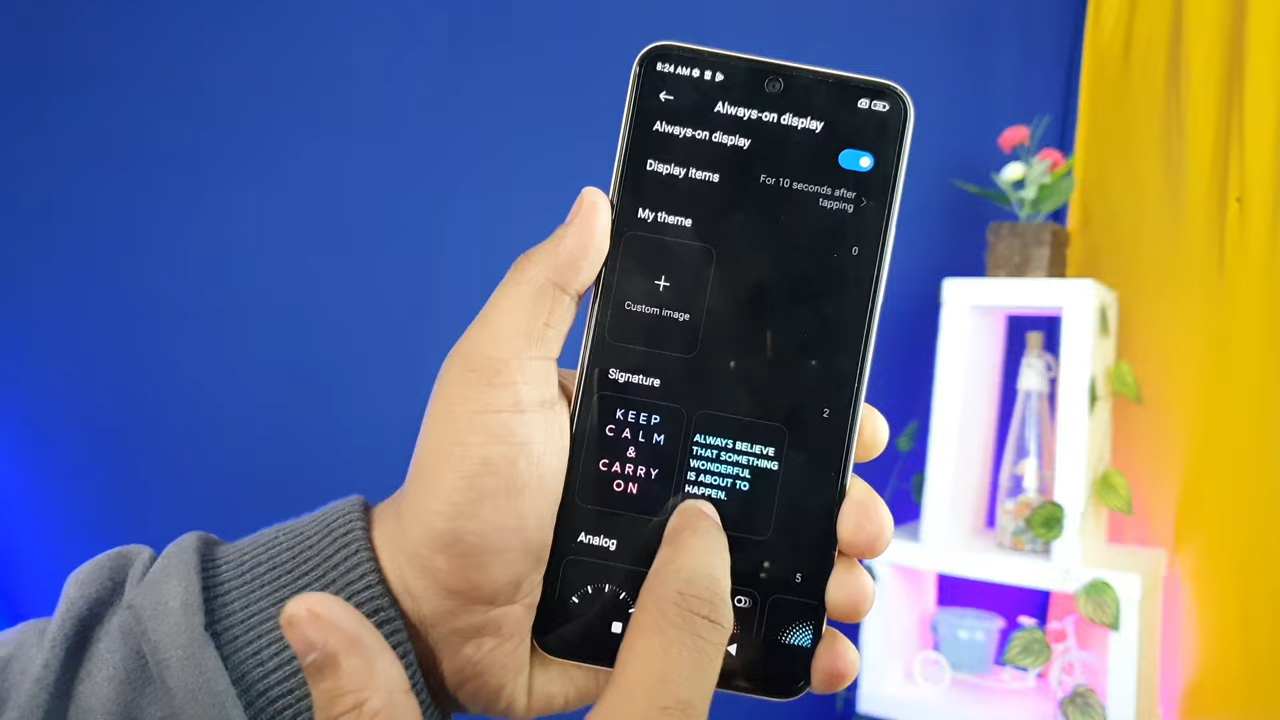 8:24 AM
Always-on display
Always-on display
Display items
For 10 seconds after
tapping
My theme
0
Custom image
Signature
2
KEEP
CALM
&
CARRY
ON
ALWAYS BELIEVE
THAT SOMETHING
WONDERFUL
IS ABOUT TO
HAPPEN.
Analog
5